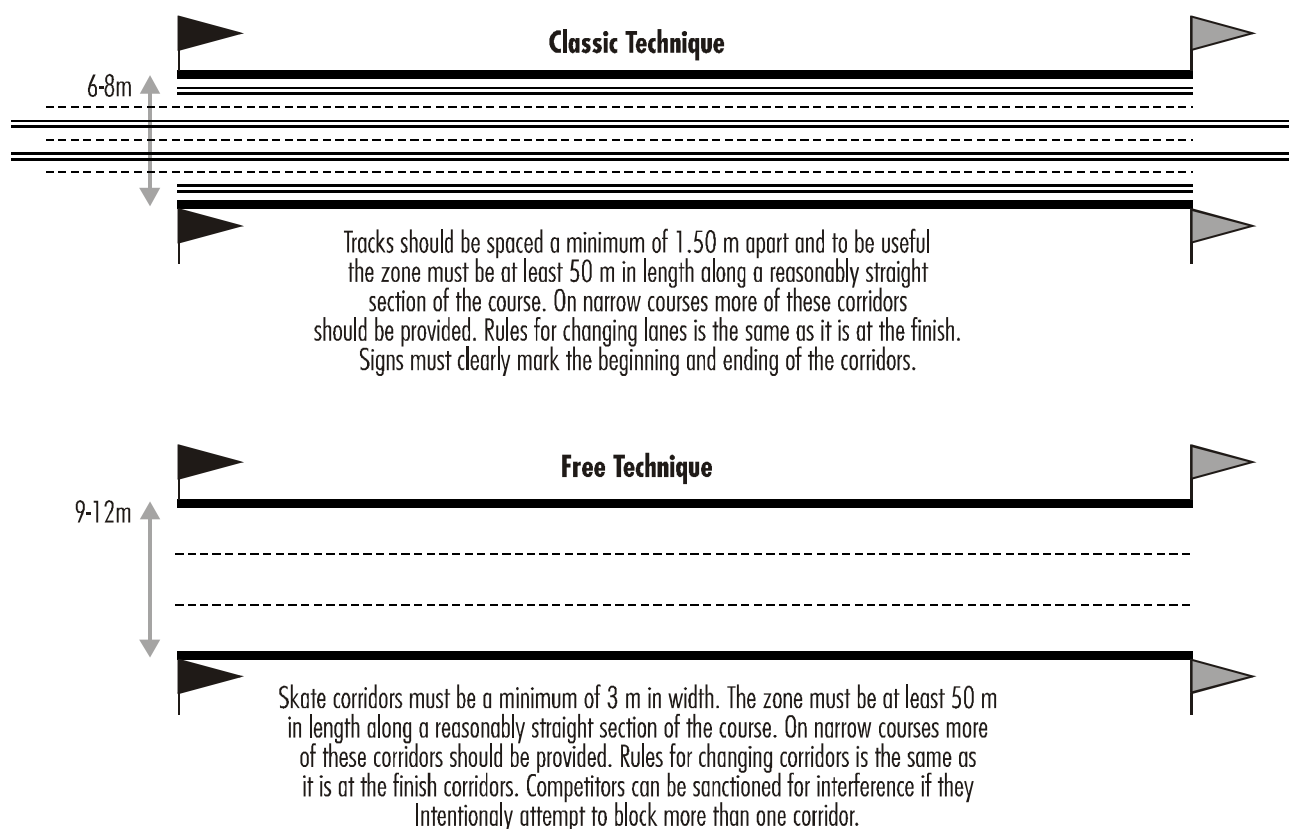 Classic Technique
6-8m
Tracks should be spaced a minimum of 1.50 m apart and to be useful
the zone must be at least 50 m in length along a reasonably straight
section of the course. On narrow courses more of these corridors
should be provided. Rules for changing lanes is the same as it is at the finish.
Signs must clearly mark the beginning and ending of the corridors.
Free Technique
9-12m
Skate corridors must be a minimum of 3 m in width. The zone must be at least 50 m
in length along a reasonably straight section of the course. On narrow courses more
of these corridors should be provided. Rules for changing corridors is the same as
it is at the finish corridors. Competitors can be sanctioned for interference if they
Intentionaly attempt to block more than one corridor.